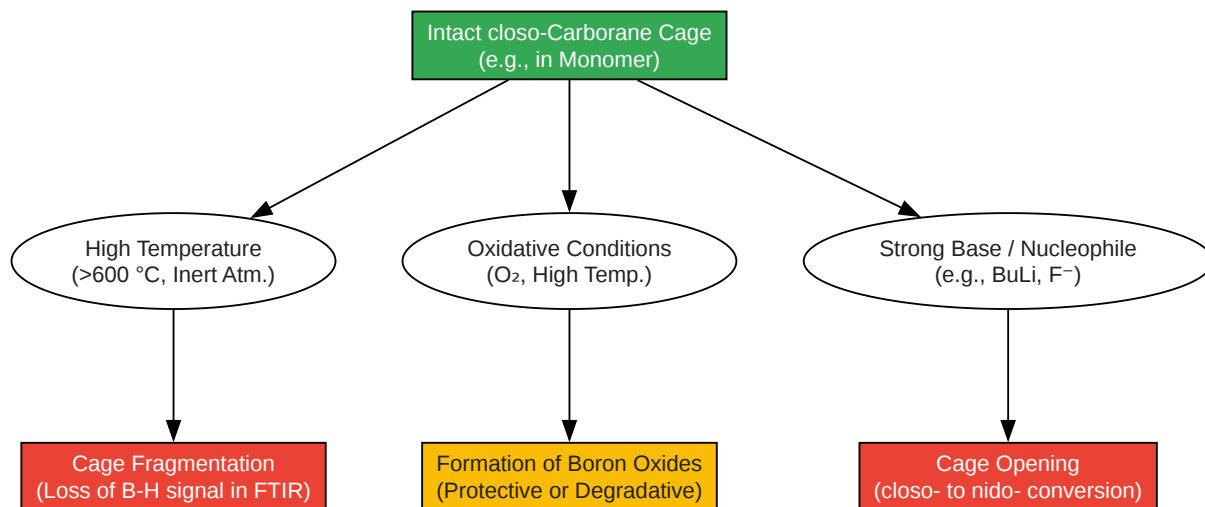 Intact closo-Carborane Cage
(e.g., in Monomer)
High Temperature
(>600 °C, Inert Atm.)
Oxidative Conditions
(O₂, High Temp.)
Strong Base / Nucleophile
(e.g., BuLi, F⁻)
Cage Fragmentation
(Loss of B-H signal in FTIR)
Formation of Boron Oxides
(Protective or Degradative)
Cage Opening
(closo- to nido- conversion)